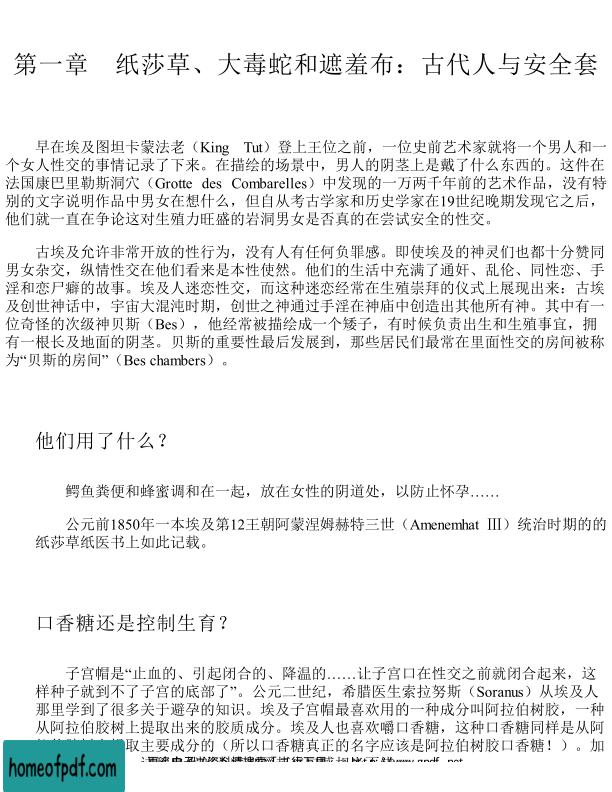 第一章　纸莎草、大毒蛇和遮羞布：古代人与安全套
早在埃及图坦卡蒙法老（King Tut）登上王位之前，一位史前艺术家就将一个男人和一
个女人性交的事情记录了下来。在描绘的场景中，男人的阴茎上是戴了什么东西的。这件在
法国康巴里勒斯洞穴（Grotte des Combarelles）中发现的一万两千年前的艺术作品，没有特
别的文字说明作品中男女在想什么，但自从考古学家和历史学家在19世纪晚期发现它之后，
他们就一直在争论这对生殖力旺盛的岩洞男女是否真的在尝试安全的性交。
古埃及允许非常开放的性行为，没有人有任何负罪感。即使埃及的神灵们也都十分赞同
男女杂交，纵情性交在他们看来是本性使然。他们的生活中充满了通奸、乱伦、同性恋、手
淫和恋尸癖的故事。埃及人迷恋性交，而这种迷恋经常在生殖崇拜的仪式上展现出来：古埃
及创世神话中，宇宙大混沌时期，创世之神通过手淫在神庙中创造出其他所有神。其中有一
位奇怪的次级神贝斯（Bes），他经常被描绘成一个矮子，有时候负责出生和生殖事宜，拥
有一根长及地面的阴茎。贝斯的重要性最后发展到，那些居民们最常在里面性交的房间被称
为“贝斯的房间”（Bes chambers）。
他们用了什么？
鳄鱼粪便和蜂蜜调和在一起，放在女性的阴道处，以防止怀孕……
公元前1850年一本埃及第12王朝阿蒙涅姆赫特三世（Amenemhat Ⅲ）统治时期的的
纸莎草纸医书上如此记载。
口香糖还是控制生育？
子宫帽是“止血的、引起闭合的、降温的……让子宫口在性交之前就闭合起来，这
样种子就到不了子宫的底部了”。公元二世纪，希腊医生索拉努斯（Soranus）从埃及人
那里学到了很多关于避孕的知识。埃及子宫帽最喜欢用的一种成分叫阿拉伯树胶，一种
从阿拉伯胶树上提取出来的胶质成分。埃及人也喜欢嚼口香糖，这种口香糖同样是从阿
取主要成分的（所以口香糖真正的名字应该是阿拉伯树胶口香糖！）。加
homeofpdf.com